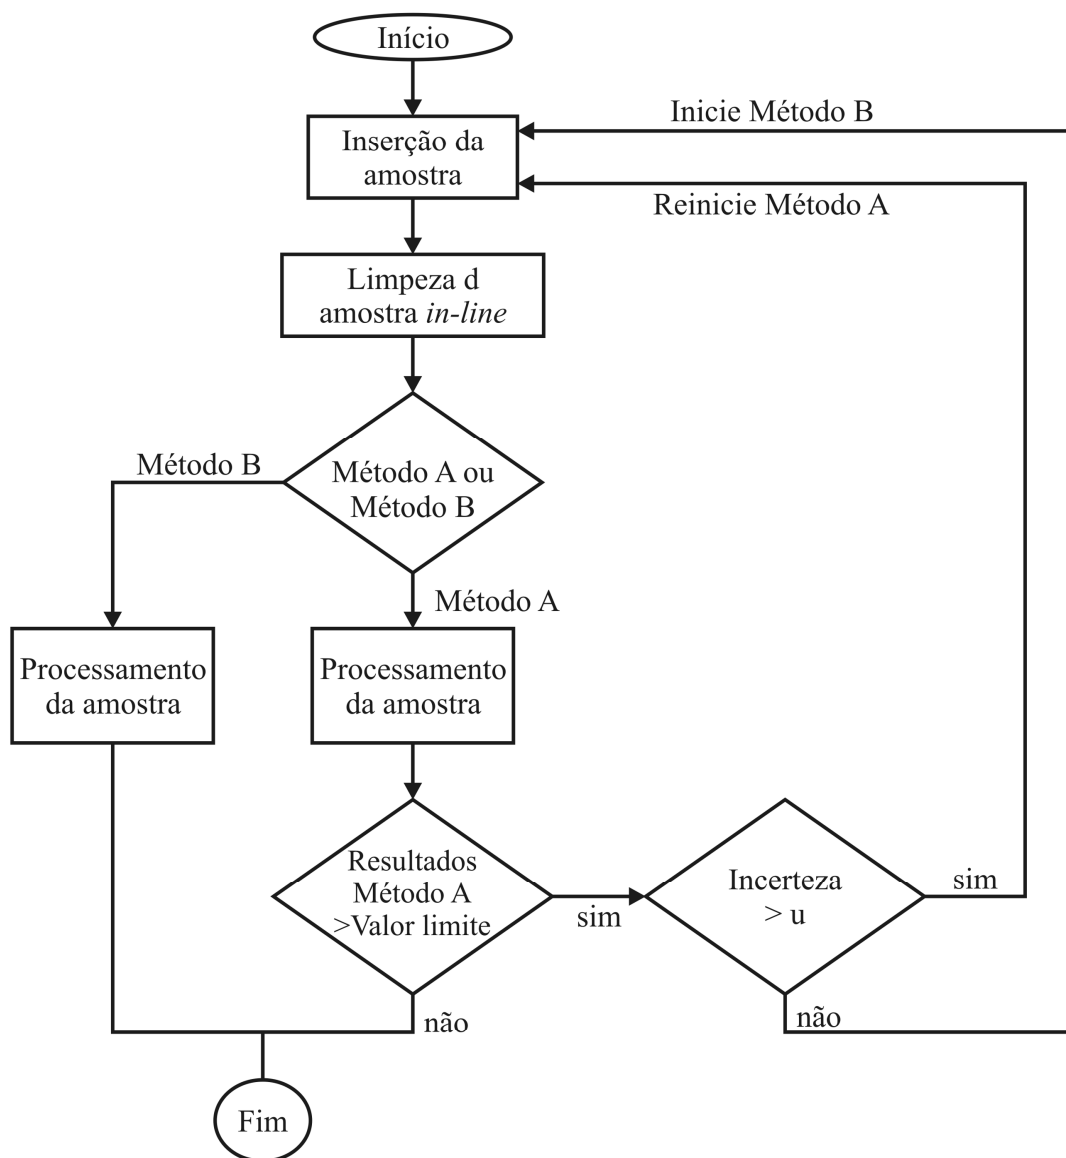 Início
Inicie Método B
Inserção da
amostra
Reinicie Método A
Limpeza d
amostra in-line
Método B
Método A ou
Método B
Método A
Processamento
da amostra
Processamento
da amostra
Resultados
Método A
>Valor limite
sim
Incerteza
> u
sim
não
não
Fim